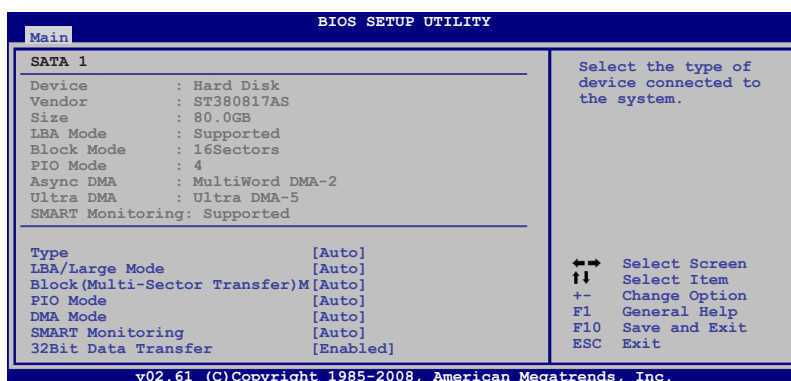 BIOS SETUP UTILITY
Main
SATA 1
Device : Hard Disk
Vendor : ST380817AS
Size : 80.0GB
LBA Mode : Supported
Block Mode : 16Sectors
PIO Mode : 4
Async DMA : MultiWord DMA-2
Ultra DMA : Ultra DMA-5
SMART Monitoring: Supported
Type [Auto]
LBA/Large Mode [Auto]
Block(Multi-Sector Transfer)M[Auto]
PIO Mode [Auto]
DMA Mode [Auto]
SMART Monitoring [Auto]
32Bit Data Transfer [Enabled]
Select the type of
device connected to
the system.
←→ Select Screen
↑↓ Select Item
+- Change Option
F1 General Help
F10 Save and Exit
ESC Exit
v02.61 (C)Copyright 1985-2008, American Megatrends, Inc.